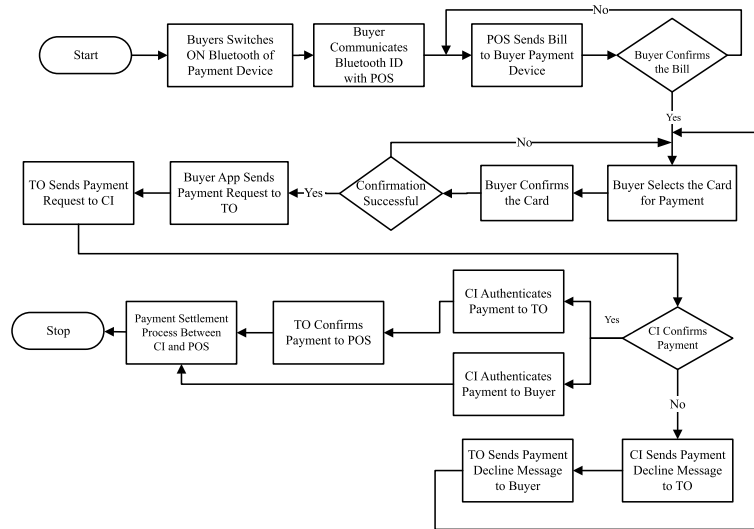 No
Start
Buyers Switches
ON Bluetooth of
Payment Device
Buyer
Communicates
Bluetooth ID
with POS
POS Sends Bill
to Buyer Payment
Device
Buyer Confirms
the Bill
Yes
No
TO Sends Payment
Request to CI
Buyer App Sends
Payment Request to
TO
Yes
Confirmation
Successful
Buyer Confirms
the Card
Buyer Selects the Card
for Payment
Stop
Payment Settlement
Process Between
CI and POS
TO Confirms
Payment to POS
CI Authenticates
Payment to TO
Yes
CI Confirms
Payment
CI Authenticates
Payment to Buyer
No
TO Sends Payment
Decline Message
to Buyer
CI Sends Payment
Decline Message
to TO